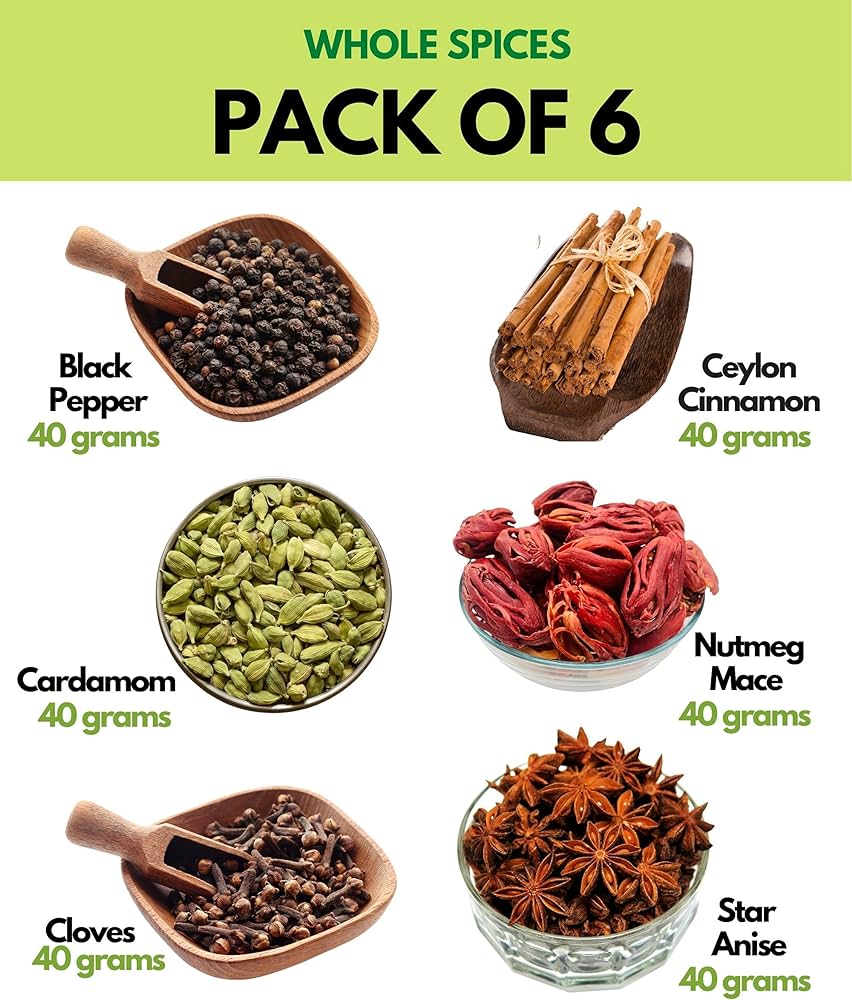 WHOLE SPICES
PACK OF 6
Black
Pepper
40 grams
Ceylon
Cinnamon
40 grams
Cardamom
40 grams
Nutmeg
Mace
40 grams
Cloves
40 grams
Star
Anise
40 grams